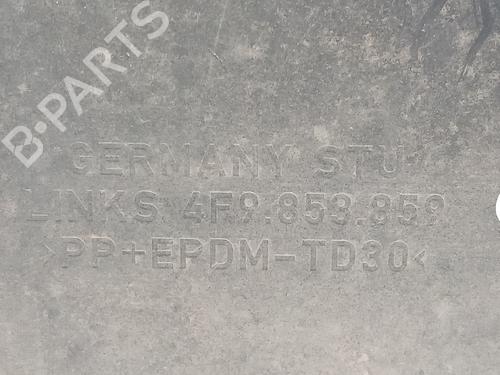 B-PARTS
GERMANY STU
LINKS 4F9.853.859
>PP+EPDM-TD30<